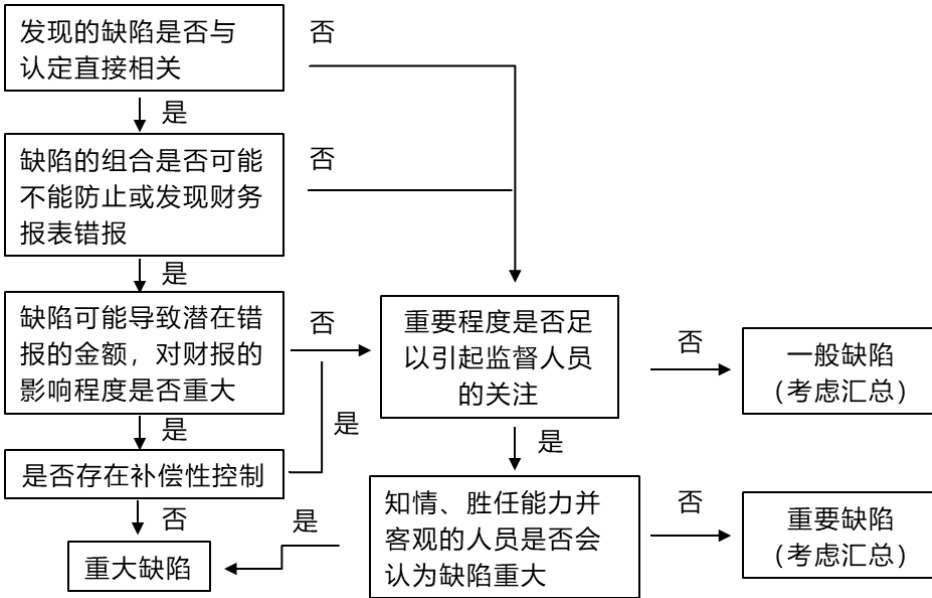 发现的缺陷是否与
认定直接相关
否
是
缺陷的组合是否可能
不能防止或发现财务
报表错报
否
是
缺陷可能导致潜在错
报的金额，对财报的
影响程度是否重大
否
重要程度是否足
以引起监督人员
的关注
否
一般缺陷
（考虑汇总）
是
是
是
是否存在补偿性控制
知情、胜任能力并
客观的人员是否会
认为缺陷重大
否
重要缺陷
（考虑汇总）
否
是
重大缺陷